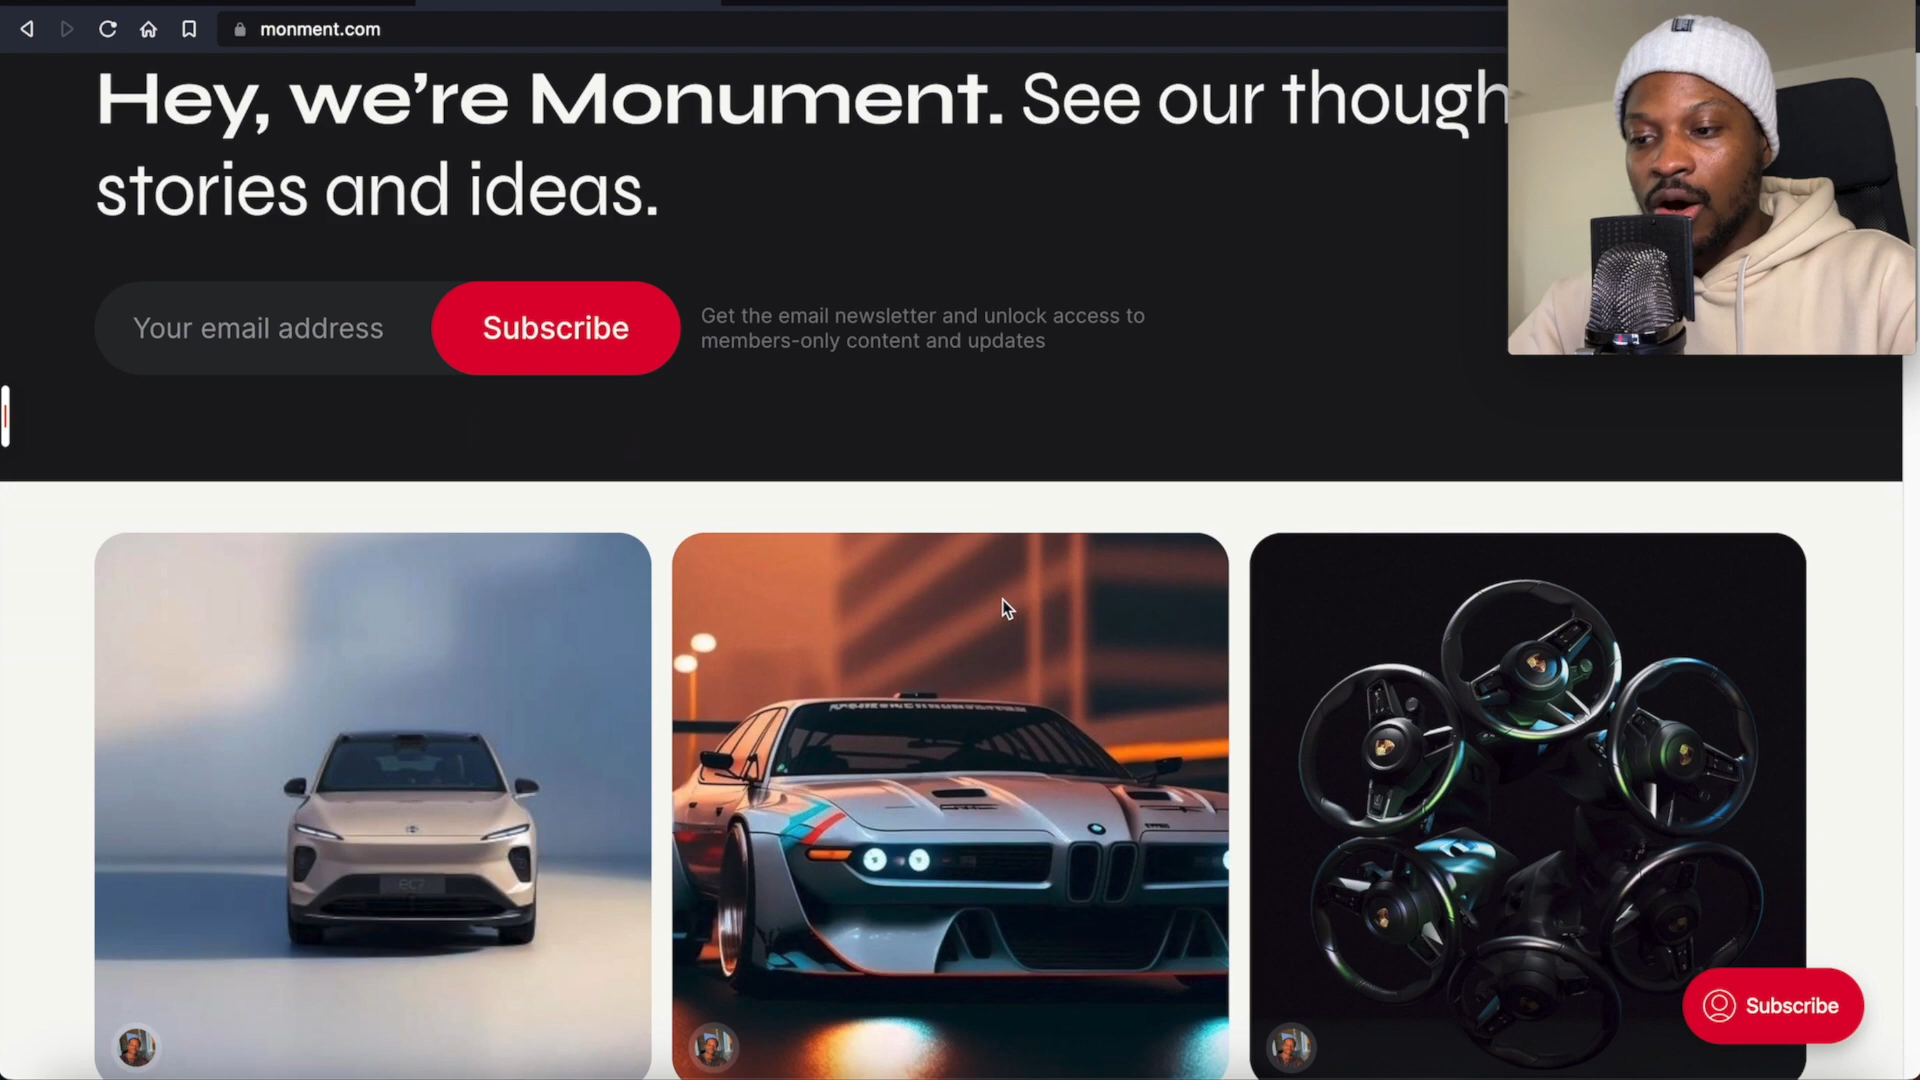 monment.com
Hey, we’re Monument. See our though
stories and ideas.
Your email address
Subscribe
Get the email newsletter and unlock access to
members-only content and updates
EC7
Subscribe